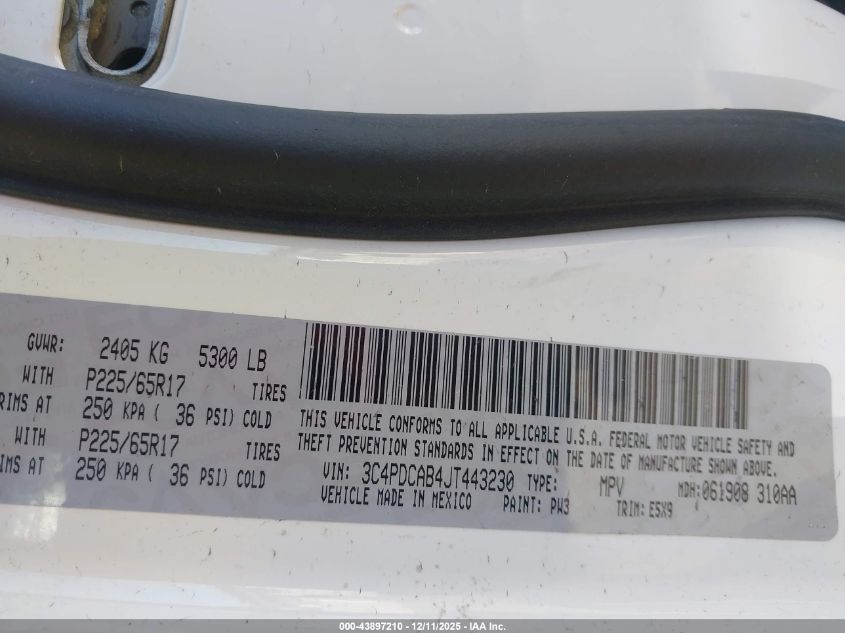 GVWR: 2405 KG 5300 LB
WITH P225/65R17 TIRES
RIMS AT 250 KPA ( 36 PSI) COLD
WITH P225/65R17 TIRES
IMS AT 250 KPA ( 36 PSI) COLD
THIS VEHICLE CONFORMS TO ALL APPLICABLE U.S.A. FEDERAL MOTOR VEHICLE SAFETY AND
THEFT PREVENTION STANDARDS IN EFFECT ON THE DATE OF MANUFACTURE SHOWN ABOVE.
VIN: 3C4PDCAB4JT443230 TYPE: MPV MDH:061908 310AA
VEHICLE MADE IN MEXICO PAINT: PW3 TRIM: E5X9
000-43897210 - 12/11/2025 - IAA Holdings, LLC.